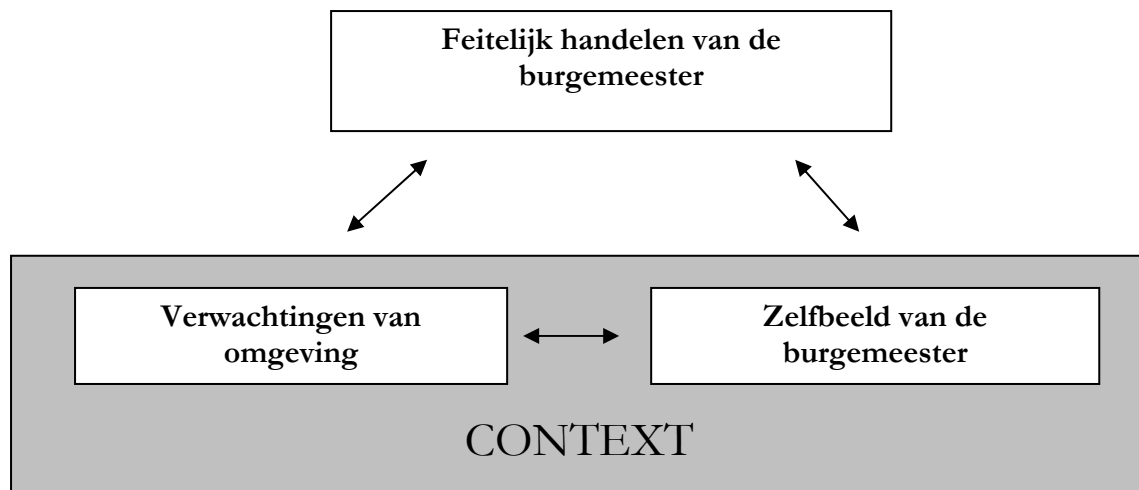 Feitelijk handelen van de
burgemeester
Verwachtingen van
omgeving
Zelfbeeld van de
burgemeester
CONTEXT